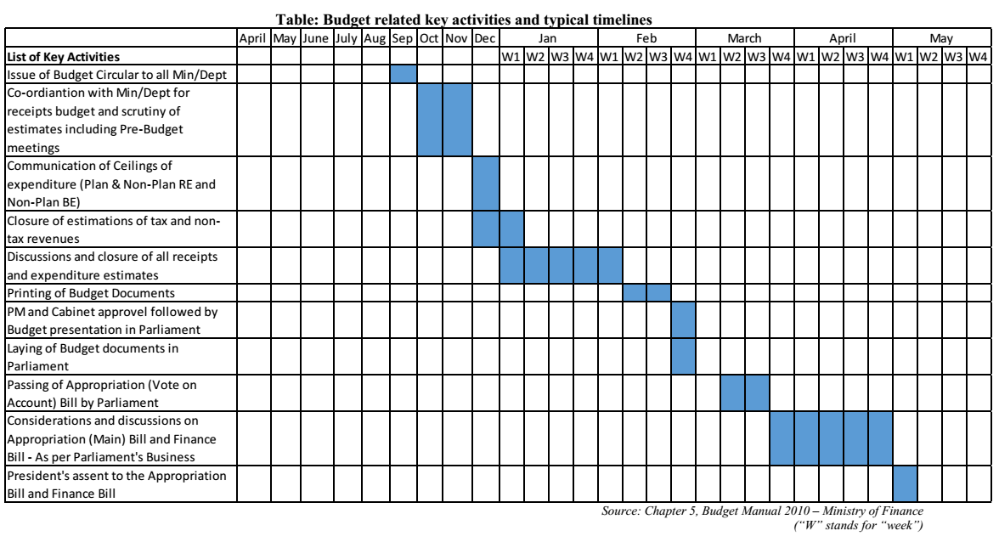 Table: Budget related key activities and typical timelines
April May June July Aug Sep Oct Nov Dec Jan Feb March April May
List of Key Activities W1 W2 W3 W4 W1 W2 W3 W4 W1 W2 W3 W4 W1 W2 W3 W4 W1 W2 W3 W4
Issue of Budget Circular to all Min/Dept
Co-ordiantion with Min/Dept for
receipts budget and scrutiny of
estimates including Pre-Budget
meetings
Communication of Ceilings of
expenditure (Plan & Non-Plan RE and
Non-Plan BE)
Closure of estimations of tax and non-
tax revenues
Discussions and closure of all receipts
and expenditure estimates
Printing of Budget Documents
PM and Cabinet approvel followed by
Budget presentation in Parliament
Laying of Budget documents in
Parliament
Passing of Appropriation (Vote on
Account) Bill by Parliament
Considerations and discussions on
Appropriation (Main) Bill and Finance
Bill - As per Parliament's Business
President's assent to the Appropriation
Bill and Finance Bill
Source: Chapter 5, Budget Manual 2010 – Ministry of Finance
("W" stands for "week")